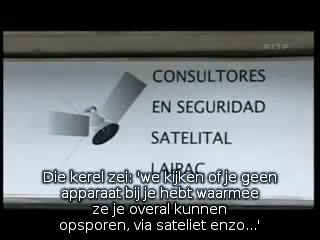 arte
CONSULTORES
EN SEGURIDAD
SATELITAL
LAIPAC
Die kerel zei: 'we kijken of je geen
apparaat bij je hebt waarmee
ze je overal kunnen
opsporen, via sateliet enzo...'